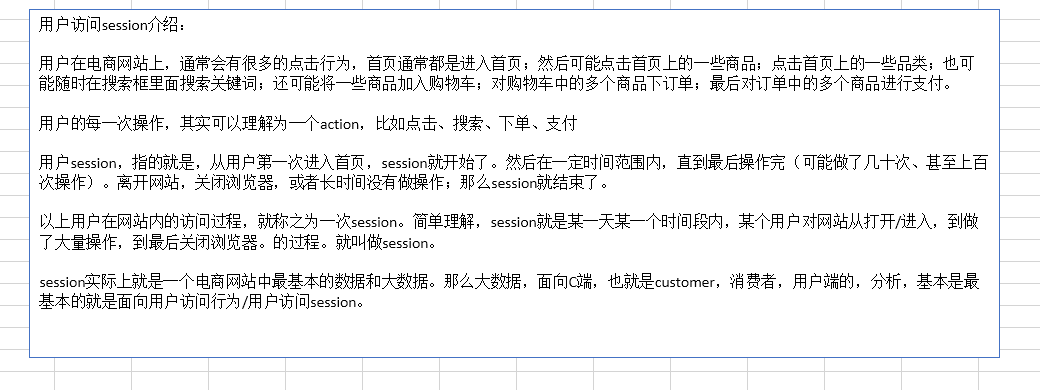 用户访问session介绍：
用户在电商网站上，通常会有很多的点击行为，首页通常都是进入首页；然后可能点击首页上的一些商品；点击首页上的一些品类；也可
能随时在搜索框里面搜索关键词；还可能将一些商品加入购物车；对购物车中的多个商品下订单；最后对订单中的多个商品进行支付。
用户的每一次操作，其实可以理解为一个action，比如点击、搜索、下单、支付
用户session，指的就是，从用户第一次进入首页，session就开始了。然后在一定时间范围内，直到最后操作完（可能做了几十次、甚至上百
次操作）。离开网站，关闭浏览器，或者长时间没有做操作；那么session就结束了。
以上用户在网站内的访问过程，就称之为一次session。简单理解，session就是某一天某一个时间段内，某个用户对网站从打开/进入，到做
了大量操作，到最后关闭浏览器。的过程。就叫做session。
session实际上就是一个电商网站中最基本的数据和大数据。那么大数据，面向C端，也就是customer，消费者，用户端的，分析，基本是最
基本的就是面向用户访问行为/用户访问session。